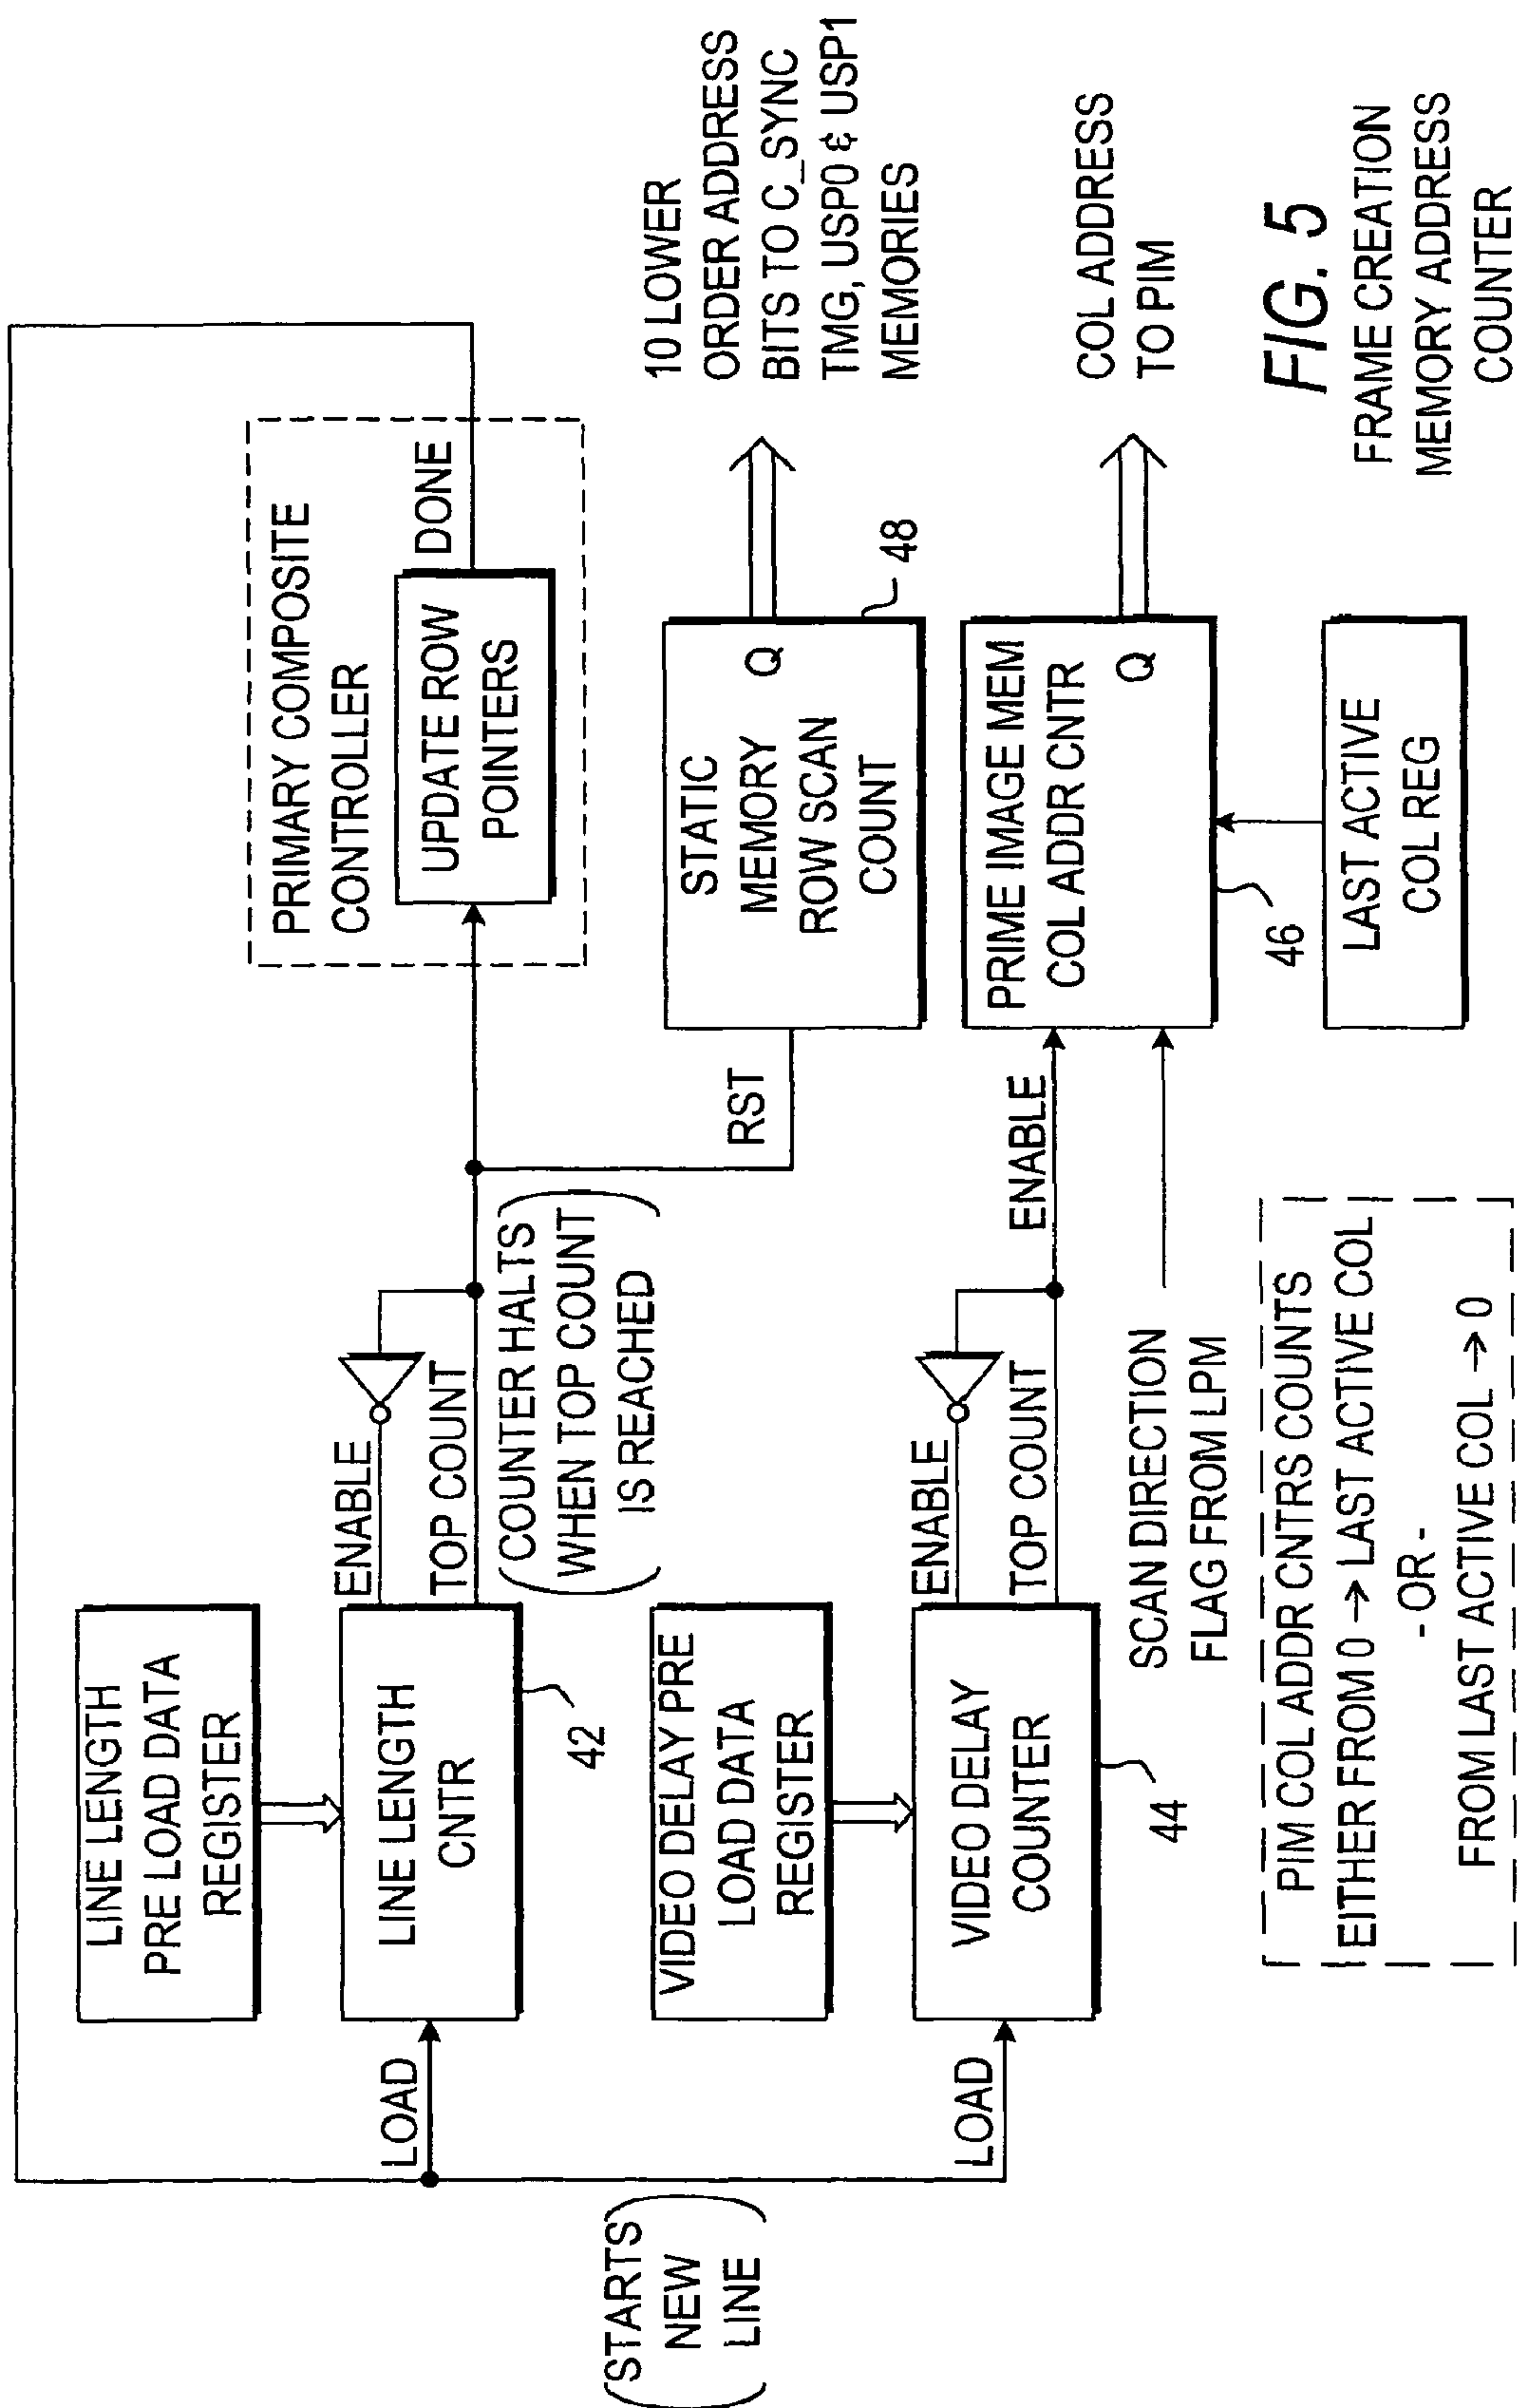 (STARTS
NEW
LINE)
LINE LENGTH
PRE LOAD DATA
REGISTER
LOAD
LINE LENGTH
CNTR
42
ENABLE
TOP COUNT
(COUNTER HALTS
WHEN TOP COUNT
IS REACHED)
PRIMARY COMPOSITE
CONTROLLER
UPDATE ROW
POINTERS
DONE
RST
STATIC
MEMORY
ROW SCAN
COUNT
Q
48
10 LOWER
ORDER ADDRESS
BITS TO C_SYNC
TMG, USP0 & USP1
MEMORIES
VIDEO DELAY PRE
LOAD DATA
REGISTER
LOAD
VIDEO DELAY
COUNTER
44
ENABLE
TOP COUNT
ENABLE
SCAN DIRECTION
FLAG FROM LPM
PRIME IMAGE MEM
COL ADDR CNTR
Q
46
COL ADDRESS
TO PIM
LAST ACTIVE
COL REG
PIM COL ADDR CNTRS COUNTS
EITHER FROM 0 → LAST ACTIVE COL
- OR -
FROM LAST ACTIVE COL → 0
FIG. 5
FRAME CREATION
MEMORY ADDRESS
COUNTER